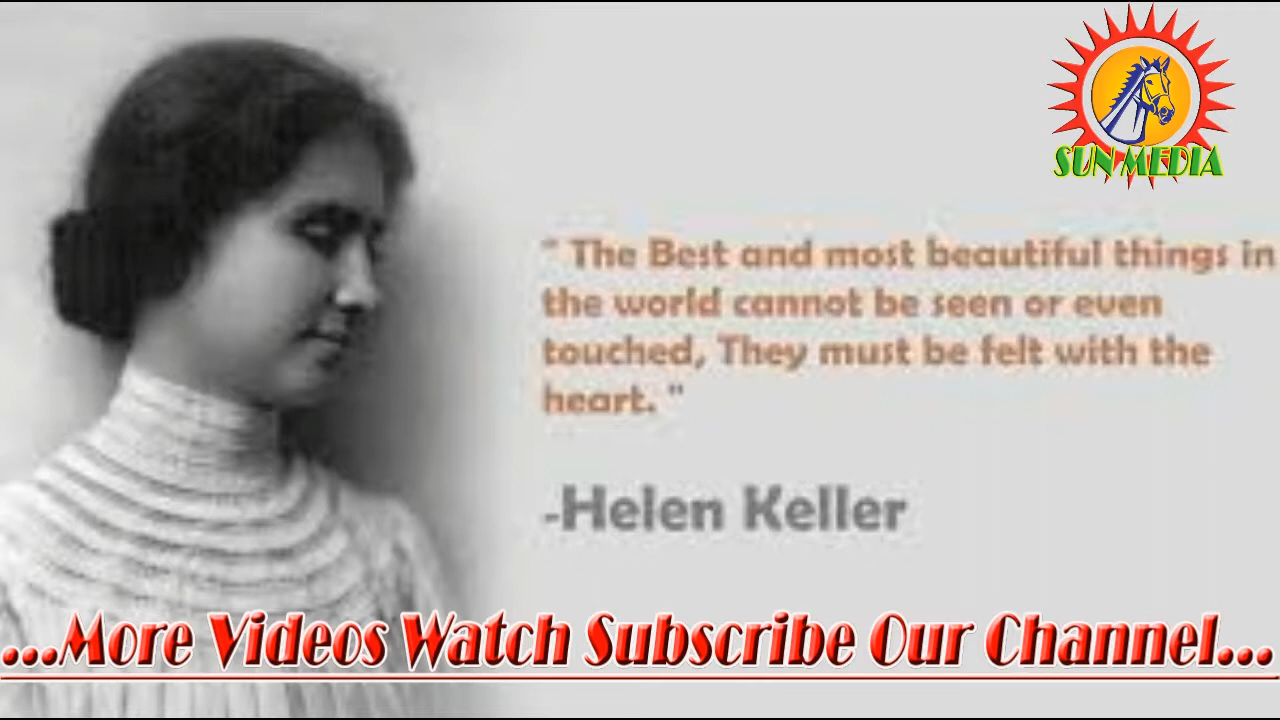 SUN MEDIA
" The Best and most beautiful things in
the world cannot be seen or even
touched, They must be felt with the
heart. "
-Helen Keller
...More Videos Watch Subscribe Our Channel...